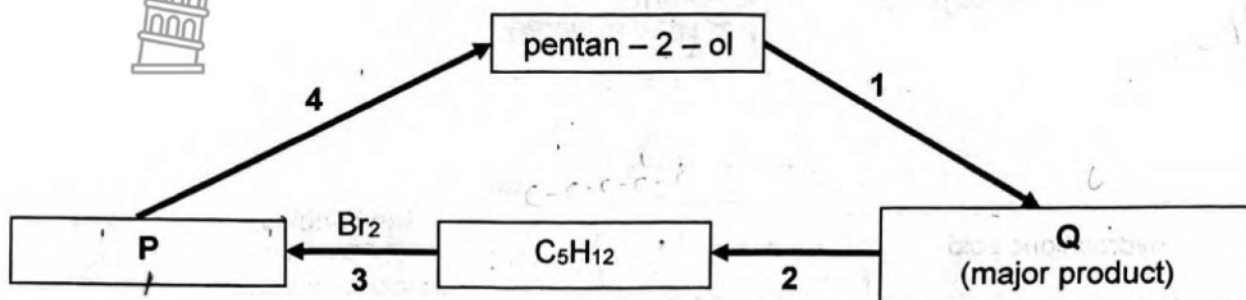 pentan – 2 – ol
4
1
P
Br₂
3
C₅H₁₂
2
Q
(major product)